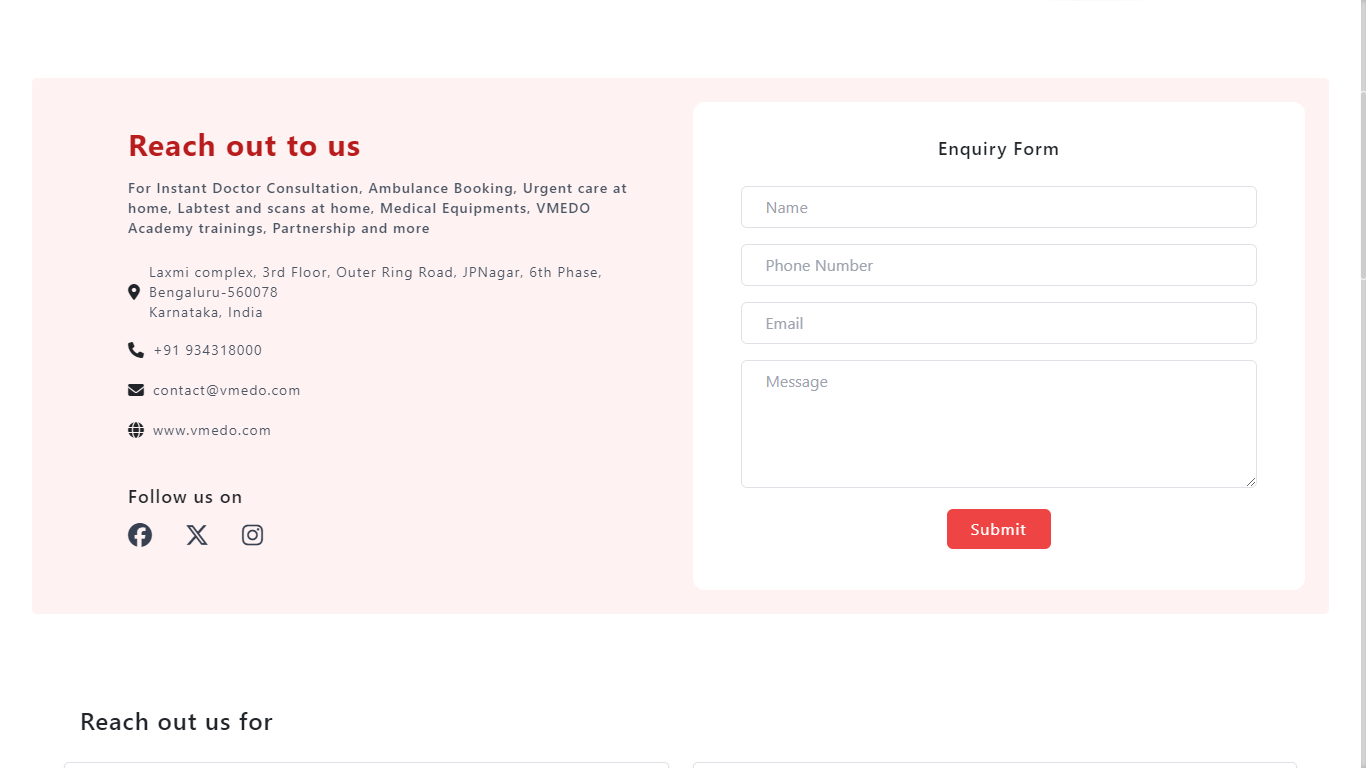 Reach out to us
For Instant Doctor Consultation, Ambulance Booking, Urgent care at
home, Labtest and scans at home, Medical Equipments, VMEDO
Academy trainings, Partnership and more
Laxmi complex, 3rd Floor, Outer Ring Road, JPNagar, 6th Phase,
Bengaluru-560078
Karnataka, India
+91 934318000
contact@vmedo.com
www.vmedo.com
Follow us on
Enquiry Form
Name
Phone Number
Email
Message
Submit
Reach out us for